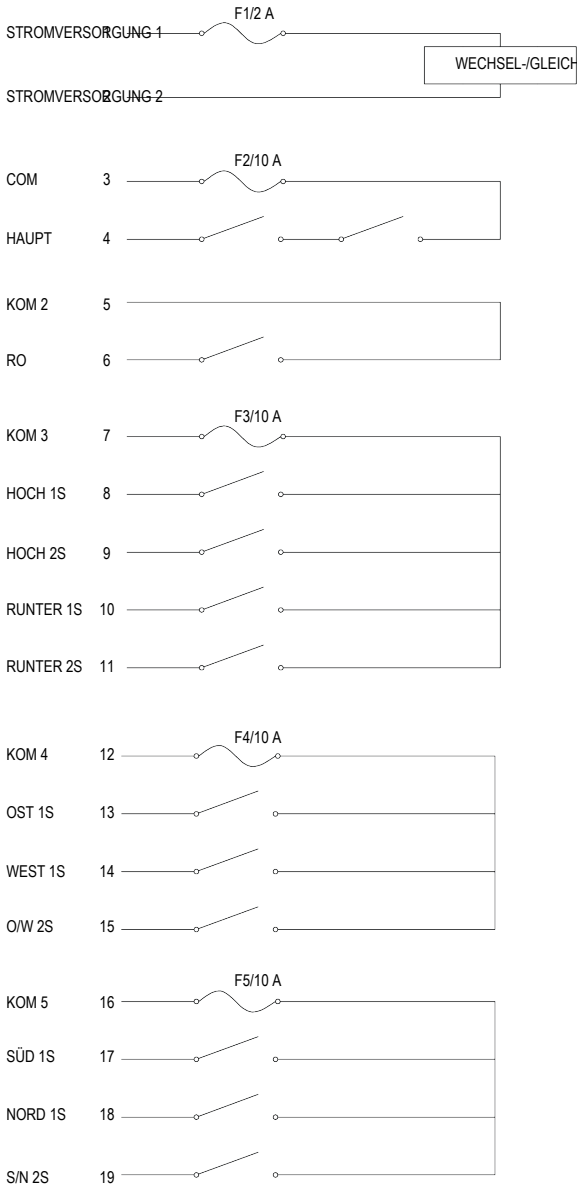 F1/2 A
STROMVERSORGUNG 1 1
WECHSEL-/GLEICH
STROMVERSORGUNG 2 2
F2/10 A
COM 3
HAUPT 4
KOM 2 5
RO 6
F3/10 A
KOM 3 7
HOCH 1S 8
HOCH 2S 9
RUNTER 1S 10
RUNTER 2S 11
F4/10 A
KOM 4 12
OST 1S 13
WEST 1S 14
O/W 2S 15
F5/10 A
KOM 5 16
SÜD 1S 17
NORD 1S 18
S/N 2S 19